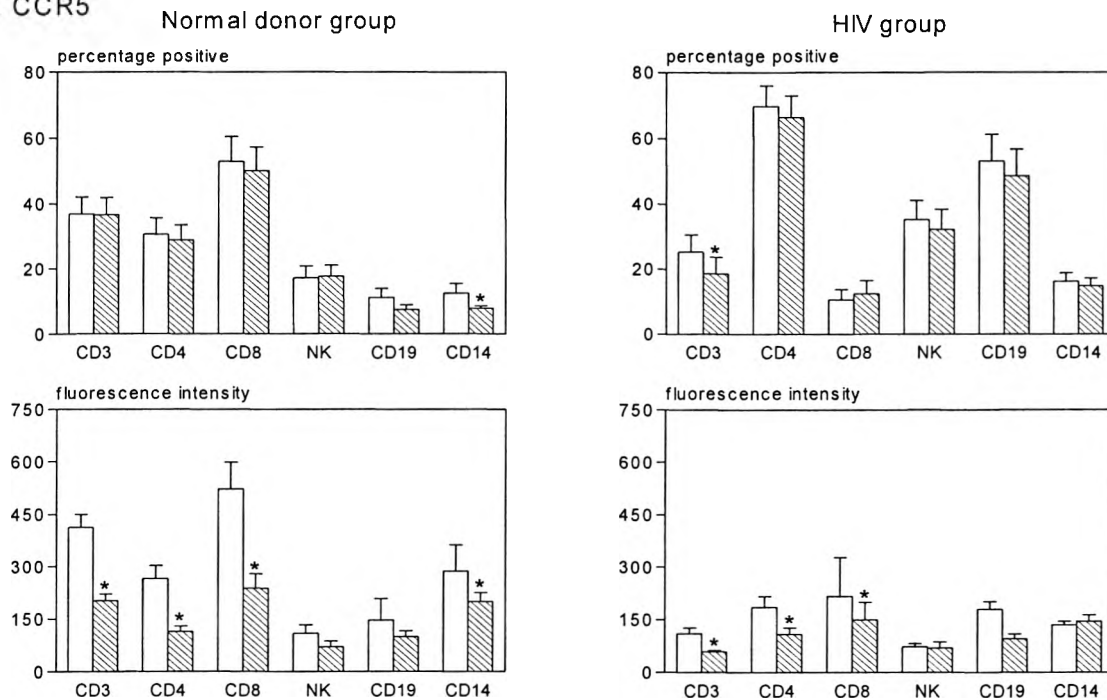 CCR5
Normal donor group
HIV group
percentage positive
80
60
40
20
0
*
CD3 CD4 CD8 NK CD19 CD14
percentage positive
80
60
40
20
0
*
CD3 CD4 CD8 NK CD19 CD14
fluorescence intensity
750
600
450
300
150
0
* * * *
CD3 CD4 CD8 NK CD19 CD14
fluorescence intensity
750
600
450
300
150
0
* * *
CD3 CD4 CD8 NK CD19 CD14